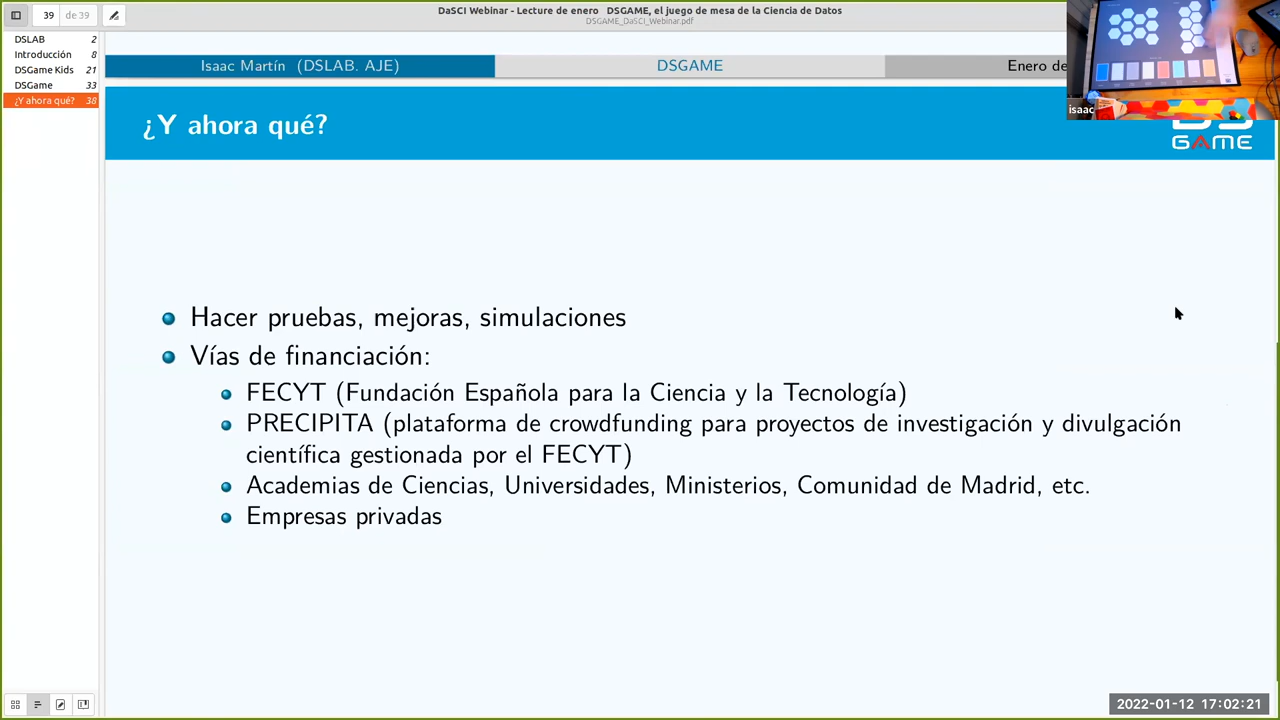 39
de 39
DaSCI Webinar - Lecture de enero   DSGAME, el juego de mesa de la Ciencia de Datos
DSGAME_DaSCI_Webinar.pdf
DSLAB 2
Introducción 8
DSGame Kids 21
DSGame 33
¿Y ahora qué? 38
Isaac Martín (DSLAB. AJE)
DSGAME
Enero de
isaac
¿Y ahora qué?
GAME
Hacer pruebas, mejoras, simulaciones
Vías de financiación:
FECYT (Fundación Española para la Ciencia y la Tecnología)
PRECIPITA (plataforma de crowdfunding para proyectos de investigación y divulgación
científica gestionada por el FECYT)
Academias de Ciencias, Universidades, Ministerios, Comunidad de Madrid, etc.
Empresas privadas
2022-01-12 17:02:21